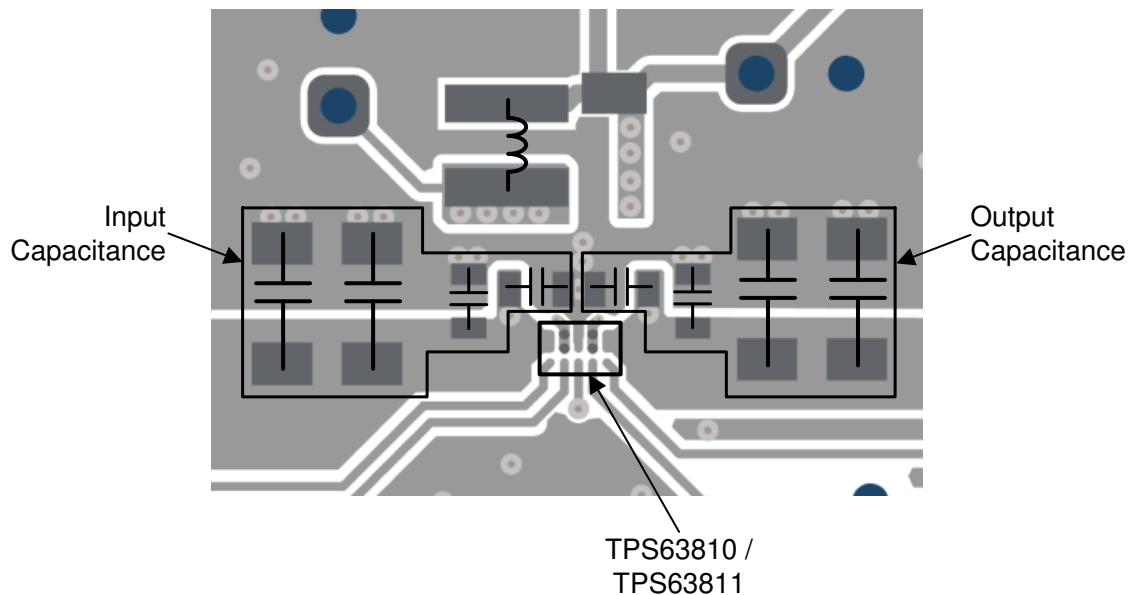 Input
Capacitance
Output
Capacitance
TPS63810 /
TPS63811